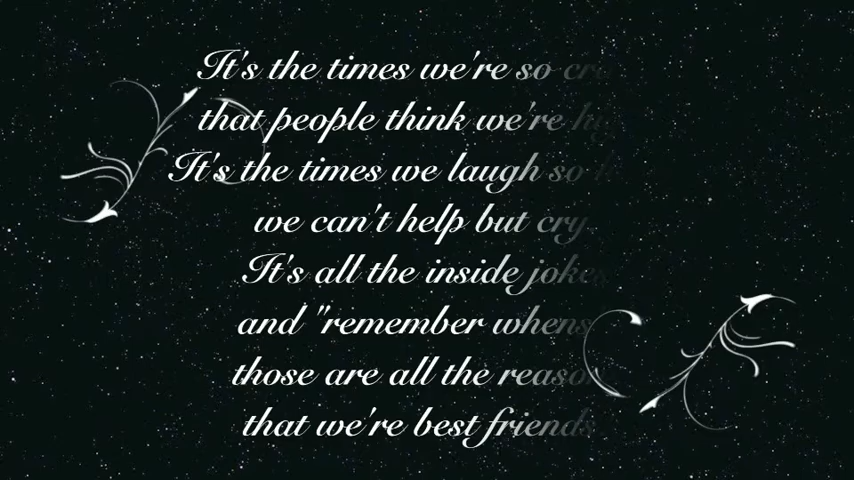 It's the times we're so
that people think we're
It's the times we laugh so
we can't help but cry
It's all the inside jokes
and "remember whens
those are all the
that we're best friends